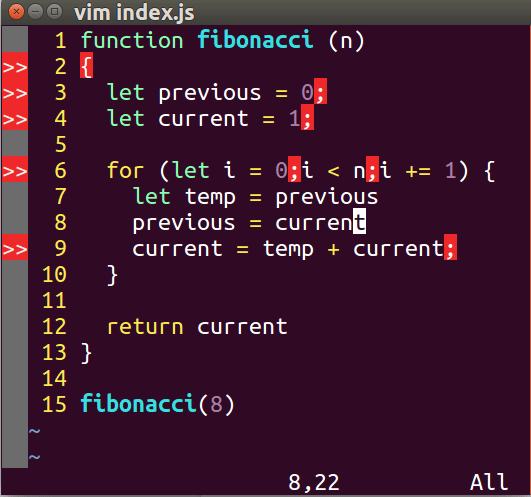 vim index.js
1 function fibonacci (n)
>> 2 {
>> 3   let previous = 0;
>> 4   let current = 1;
5
>> 6   for (let i = 0;i < n;i += 1) {
7     let temp = previous
8     previous = current
>> 9     current = temp + current;
10   }
11
12   return current
13 }
14
15 fibonacci(8)
~
~
8,22 All